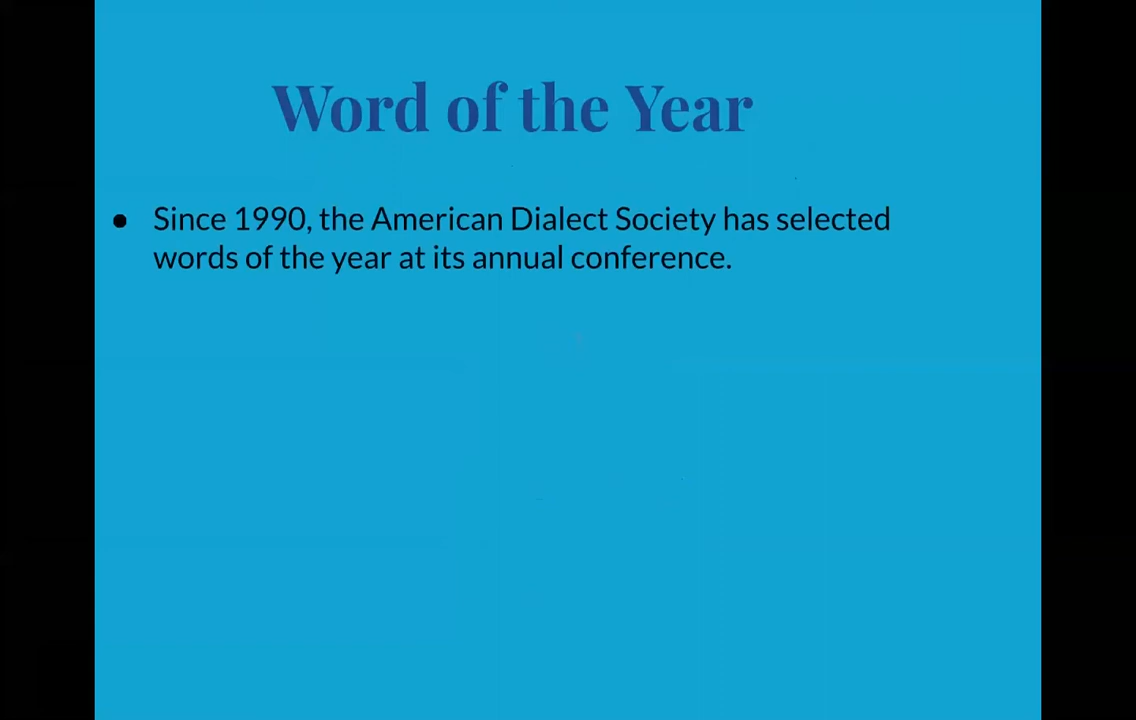 Word of the Year
● Since 1990, the American Dialect Society has selected
words of the year at its annual conference.